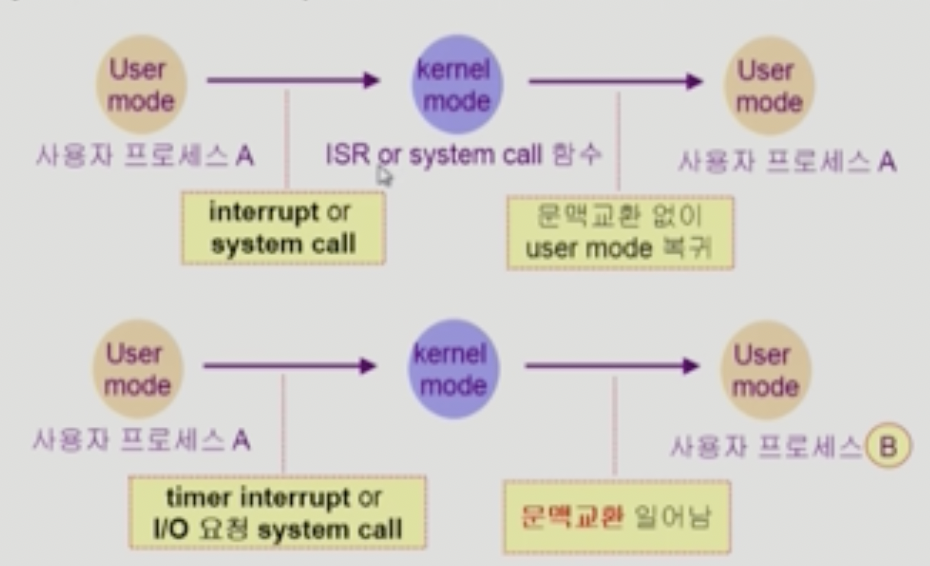 User
mode
kernel
mode
User
mode
사용자 프로세스 A
ISR or system call 함수
사용자 프로세스 A
interrupt or
system call
문맥교환 없이
user mode 복귀
User
mode
kernel
mode
User
mode
사용자 프로세스 A
사용자 프로세스 B
timer interrupt or
I/O 요청 system call
문맥교환 일어남